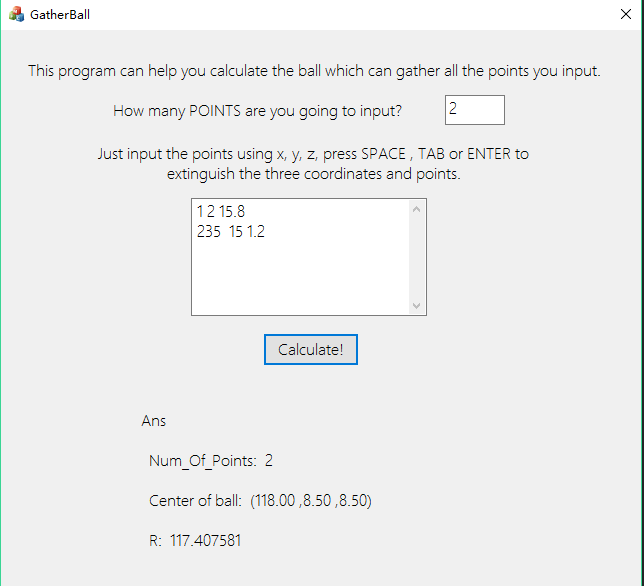 GatherBall
This program can help you calculate the ball which can gather all the points you input.
How many POINTS are you going to input?
2
Just input the points using x, y, z, press SPACE , TAB or ENTER to
extinguish the three coordinates and points.
1 2 15.8
235  15 1.2
Calculate!
Ans
Num_Of_Points:  2
Center of ball:  (118.00 ,8.50 ,8.50)
R:  117.407581